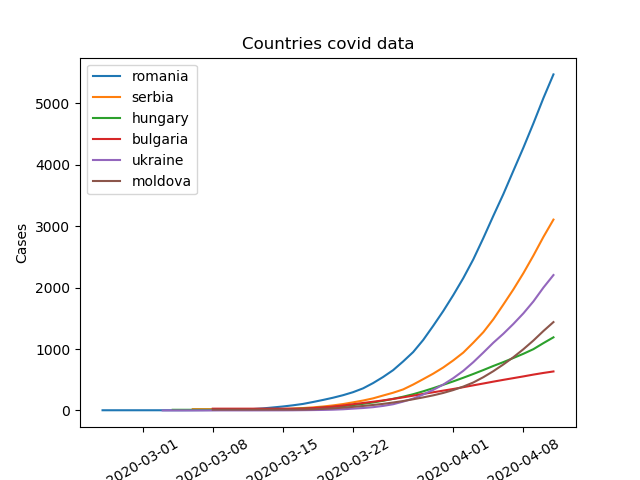 Countries covid data
romania
serbia
hungary
bulgaria
ukraine
moldova
Cases
5000
4000
3000
2000
1000
0
2020-03-01
2020-03-08
2020-03-15
2020-03-22
2020-04-01
2020-04-08